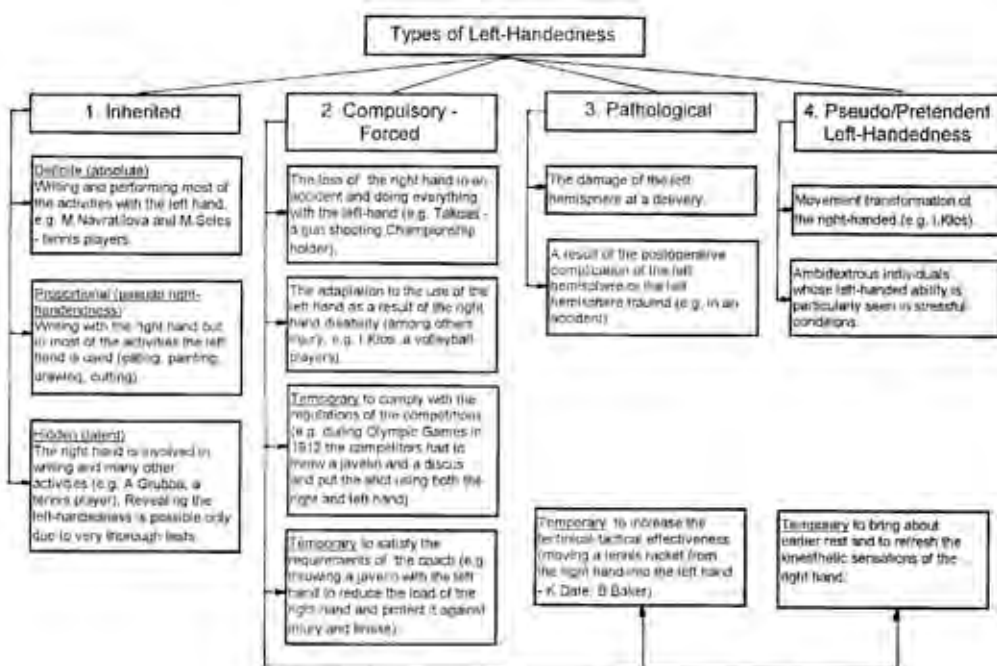 Types of Left-Handedness
1. Inherited
Definite (absolute)
Writing and performing most of
the activities with the left hand,
e.g. M.Navratilova and M.Seles
- tennis players.
Proportional (pseudo right-
handendness)
Writing with the right hand but
in most of the activities the left
hand is used (eating, painting,
drawing, cutting).
Hidden (latent)
The right hand is involved in
writing and many other
activities (e.g. A Grubba, a
tennis player). Revealing the
left-handedness is possible only
due to very thorough tests.
2 Compulsory -
Forced
The loss of the right hand in an
accident and doing everything
with the left-hand (e.g.
a gun shooting Championship
holder).
The adaptation to the use of the
left hand as a result of the right
hand disability (among others
injury), e.g. I.Klos ,a volleyball
players).
Temporary to comply with the
regulations of the competitions
(e.g. during Olympic Games in
1912 the competitors had to
throw a javelin and a discus
and put the shot using both the
right and left hand)
Temporary to satisfy the
requirements of the coach (e.g.
throwing a javelin with the left
hand to reduce the load of the
right hand and protect it against
injury and
3. Pathological
The damage of the left
hemisphere at a delivery.
A result of the postoperative
complication of the left
hemisphere or the left
hemisphere trauma (e.g. in an
accident)
Temporary to increase the
technical-tactical effectiveness
(moving a tennis racket from
the right hand into the left hand
- K.Date, B.Baker)
4. Pseudo/Pretendent
Left-Handedness
Movement transformation of
the right-handed (e.g. I.Klos).
Ambidextrous individuals
whose left-handed ability is
particularly seen in stressful
conditions.
Temporary to bring about
earlier rest and to refresh the
kinesthetic sensations of the
right hand.